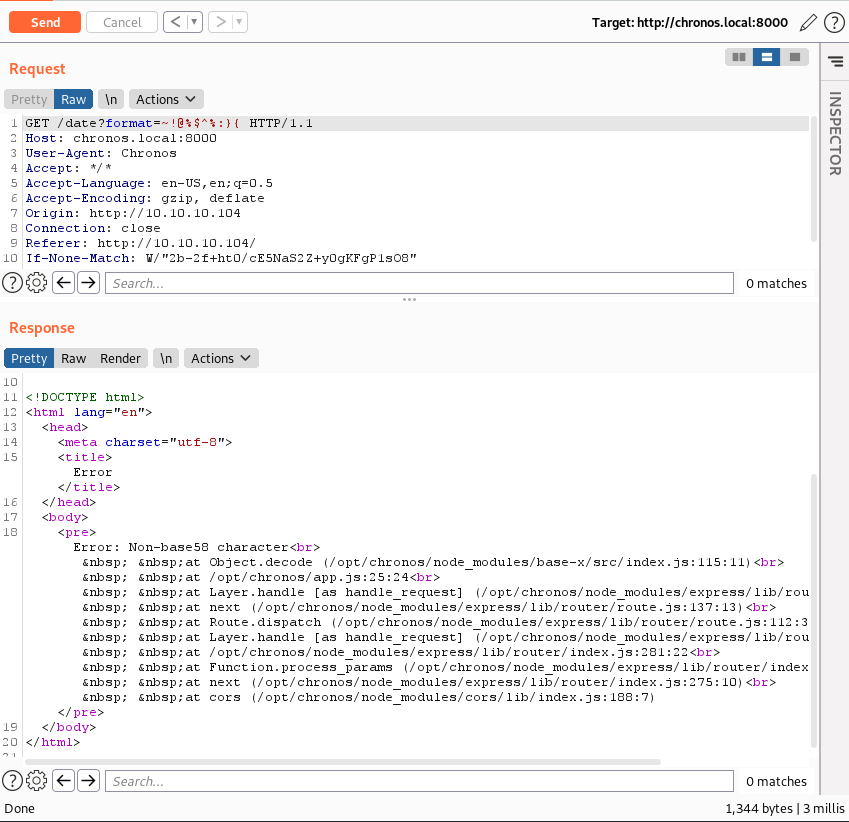 Send Cancel < > Target: http://chronos.local:8000 ?
Request
Pretty Raw \n Actions
1 GET /date?format=~!@%$^%:}{ HTTP/1.1
2 Host: chronos.local:8000
3 User-Agent: Chronos
4 Accept: */*
5 Accept-Language: en-US,en;q=0.5
6 Accept-Encoding: gzip, deflate
7 Origin: http://10.10.10.104
8 Connection: close
9 Referer: http://10.10.10.104/
10 If-None-Match: W/"2b-2f+ht0/cE5NaS2Z+y0gKFgP1sO8"
? Search... 0 matches
INSPECTOR
Response
Pretty Raw Render \n Actions
10
11 <!DOCTYPE html>
12 <html lang="en">
13 <head>
14 <meta charset="utf-8">
15 <title>
Error
</title>
16 </head>
17 <body>
18 <pre>
Error: Non-base58 character<br>
&nbsp; &nbsp;at Object.decode (/opt/chronos/node_modules/base-x/src/index.js:115:11)<br>
&nbsp; &nbsp;at /opt/chronos/app.js:25:24<br>
&nbsp; &nbsp;at Layer.handle [as handle_request] (/opt/chronos/node_modules/express/lib/rou
&nbsp; &nbsp;at next (/opt/chronos/node_modules/express/lib/router/route.js:137:13)<br>
&nbsp; &nbsp;at Route.dispatch (/opt/chronos/node_modules/express/lib/router/route.js:112:3
&nbsp; &nbsp;at Layer.handle [as handle_request] (/opt/chronos/node_modules/express/lib/rou
&nbsp; &nbsp;at /opt/chronos/node_modules/express/lib/router/index.js:281:22<br>
&nbsp; &nbsp;at Function.process_params (/opt/chronos/node_modules/express/lib/router/index
&nbsp; &nbsp;at next (/opt/chronos/node_modules/express/lib/router/index.js:275:10)<br>
&nbsp; &nbsp;at cors (/opt/chronos/node_modules/cors/lib/index.js:188:7)
</pre>
19 </body>
20 </html>
21
? Search... 0 matches
Done 1,344 bytes | 3 millis